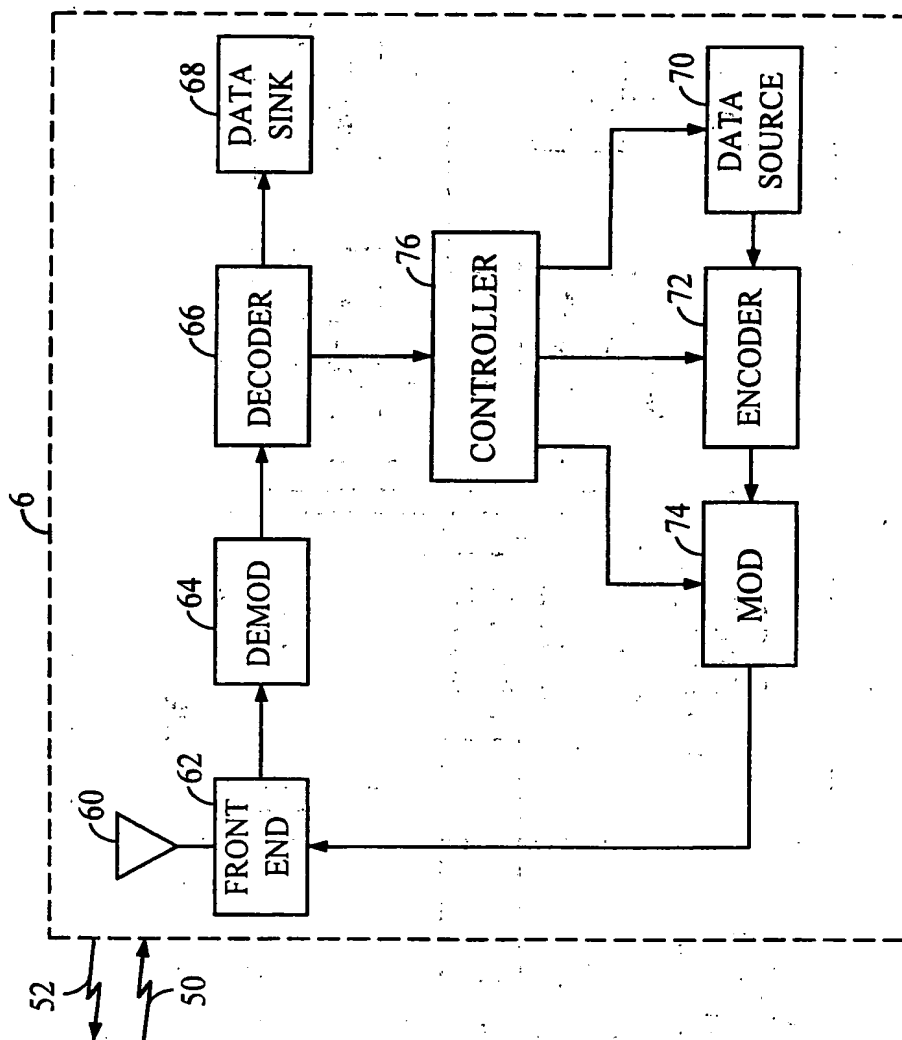 6
52
50
60
62
FRONT
END
64
DEMOD
66
DECODER
68
DATA
SINK
76
CONTROLLER
74
MOD
72
ENCODER
70
DATA
SOURCE